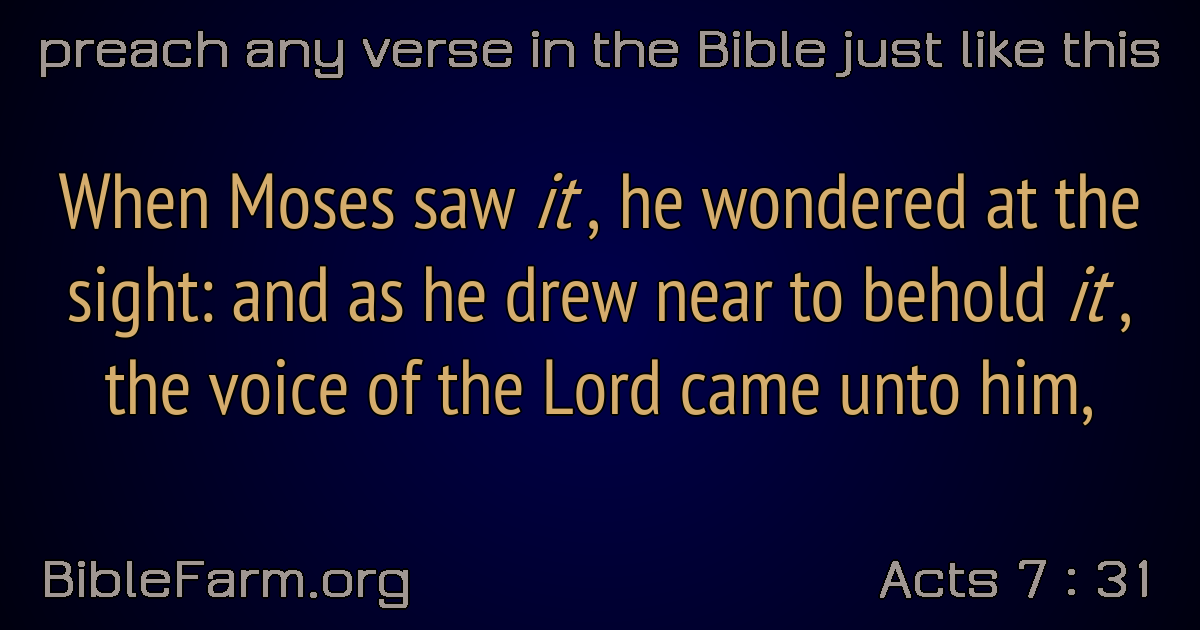 preach any verse in the Bible just like this
When Moses saw it, he wondered at the
sight: and as he drew near to behold it,
the voice of the Lord came unto him,
BibleFarm.org
Acts 7 : 31